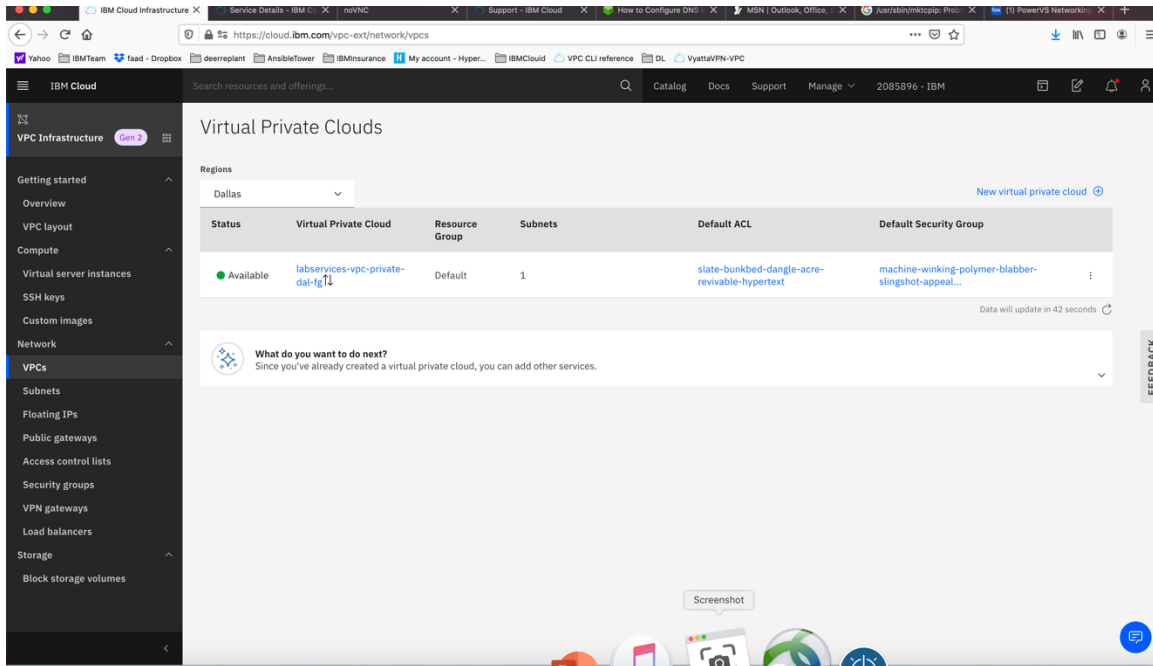 IBM Cloud Infrastructure
Service Details - IBM Cl
noVNC
Support - IBM Cloud
How to Configure DNS
MSN | Outlook, Office,
/usr/sbin/mktcpip: Prob
(1) PowerVS Networking
https://cloud.ibm.com/vpc-ext/network/vpcs
Yahoo IBMTeam faad - Dropbox deerreplant AnsibleTower IBMInsurance My account - Hyper... IBMClouid VPC CLI reference DL VyattaVPN-VPC
IBM Cloud
Search resources and offerings...
Catalog Docs Support Manage 2085896 - IBM
VPC Infrastructure Gen 2
Getting started
Overview
VPC layout
Compute
Virtual server instances
SSH keys
Custom images
Network
VPCs
Subnets
Floating IPs
Public gateways
Access control lists
Security groups
VPN gateways
Load balancers
Storage
Block storage volumes
Virtual Private Clouds
Regions
Dallas
New virtual private cloud
Status Virtual Private Cloud Resource Group Subnets Default ACL Default Security Group
Available
labservices-vpc-private-
dal-fg
Default
1
slate-bunkbed-dangle-acre-
revivable-hypertext
machine-winking-polymer-blabber-
slingshot-appeal...
Data will update in 42 seconds
What do you want to do next?
Since you've already created a virtual private cloud, you can add other services.
FEEDBACK
Screenshot